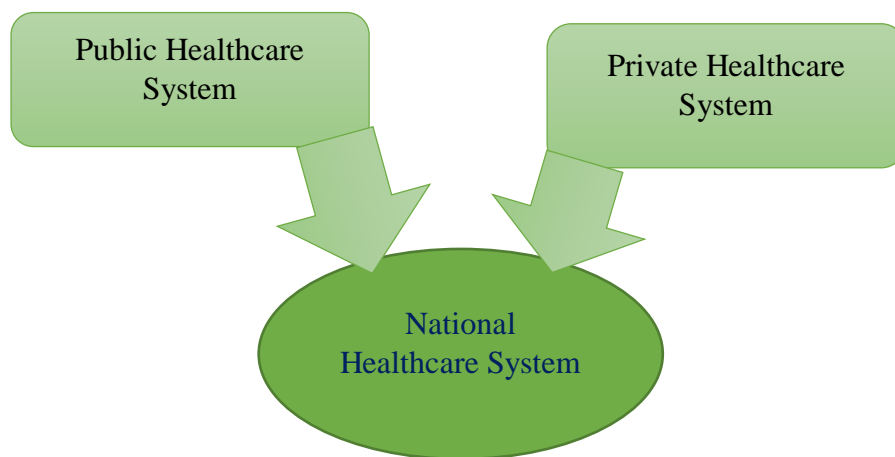 Public Healthcare
System
Private Healthcare
System
National
Healthcare System